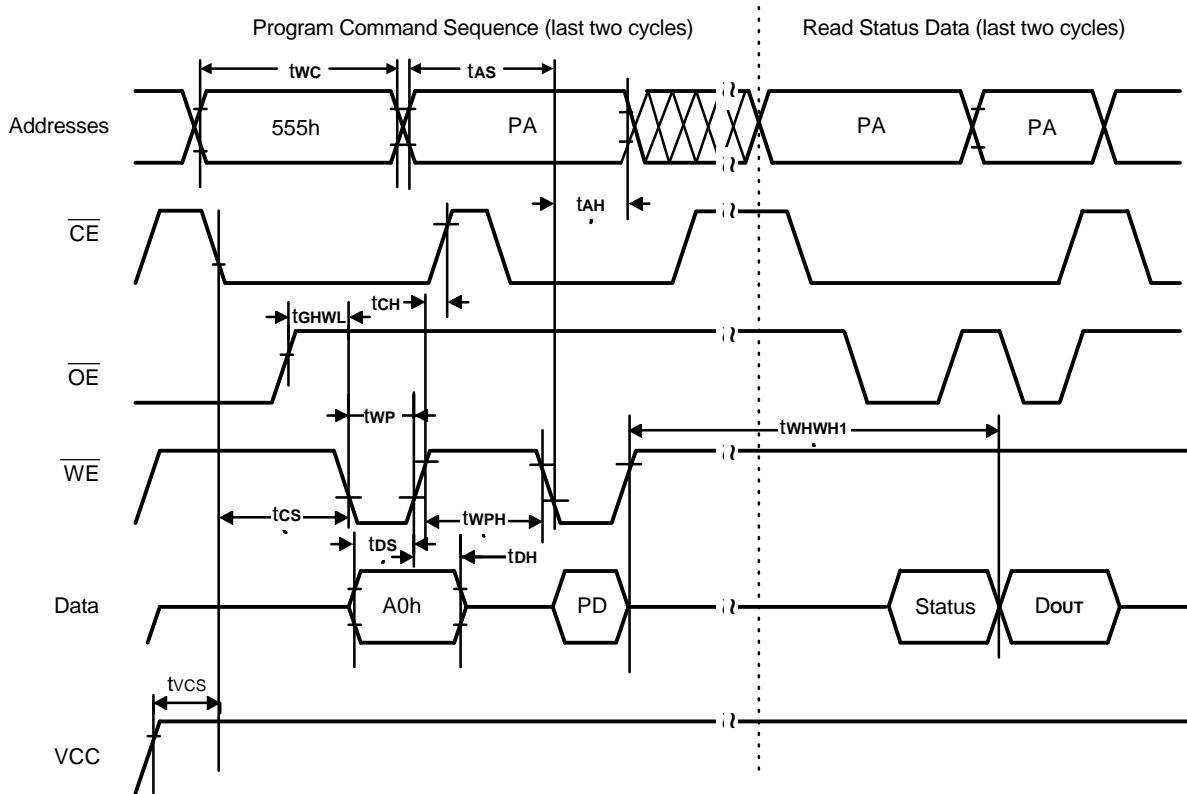 Program Command Sequence (last two cycles)
Read Status Data (last two cycles)
tWC
tAS
Addresses
555h
PA
PA
PA
tAH
CE
tCH
tGHWL
OE
tWP
tWHWH1
WE
tCS
tWPH
tDS
tDH
Data
A0h
PD
Status
DOUT
tVCS
VCC